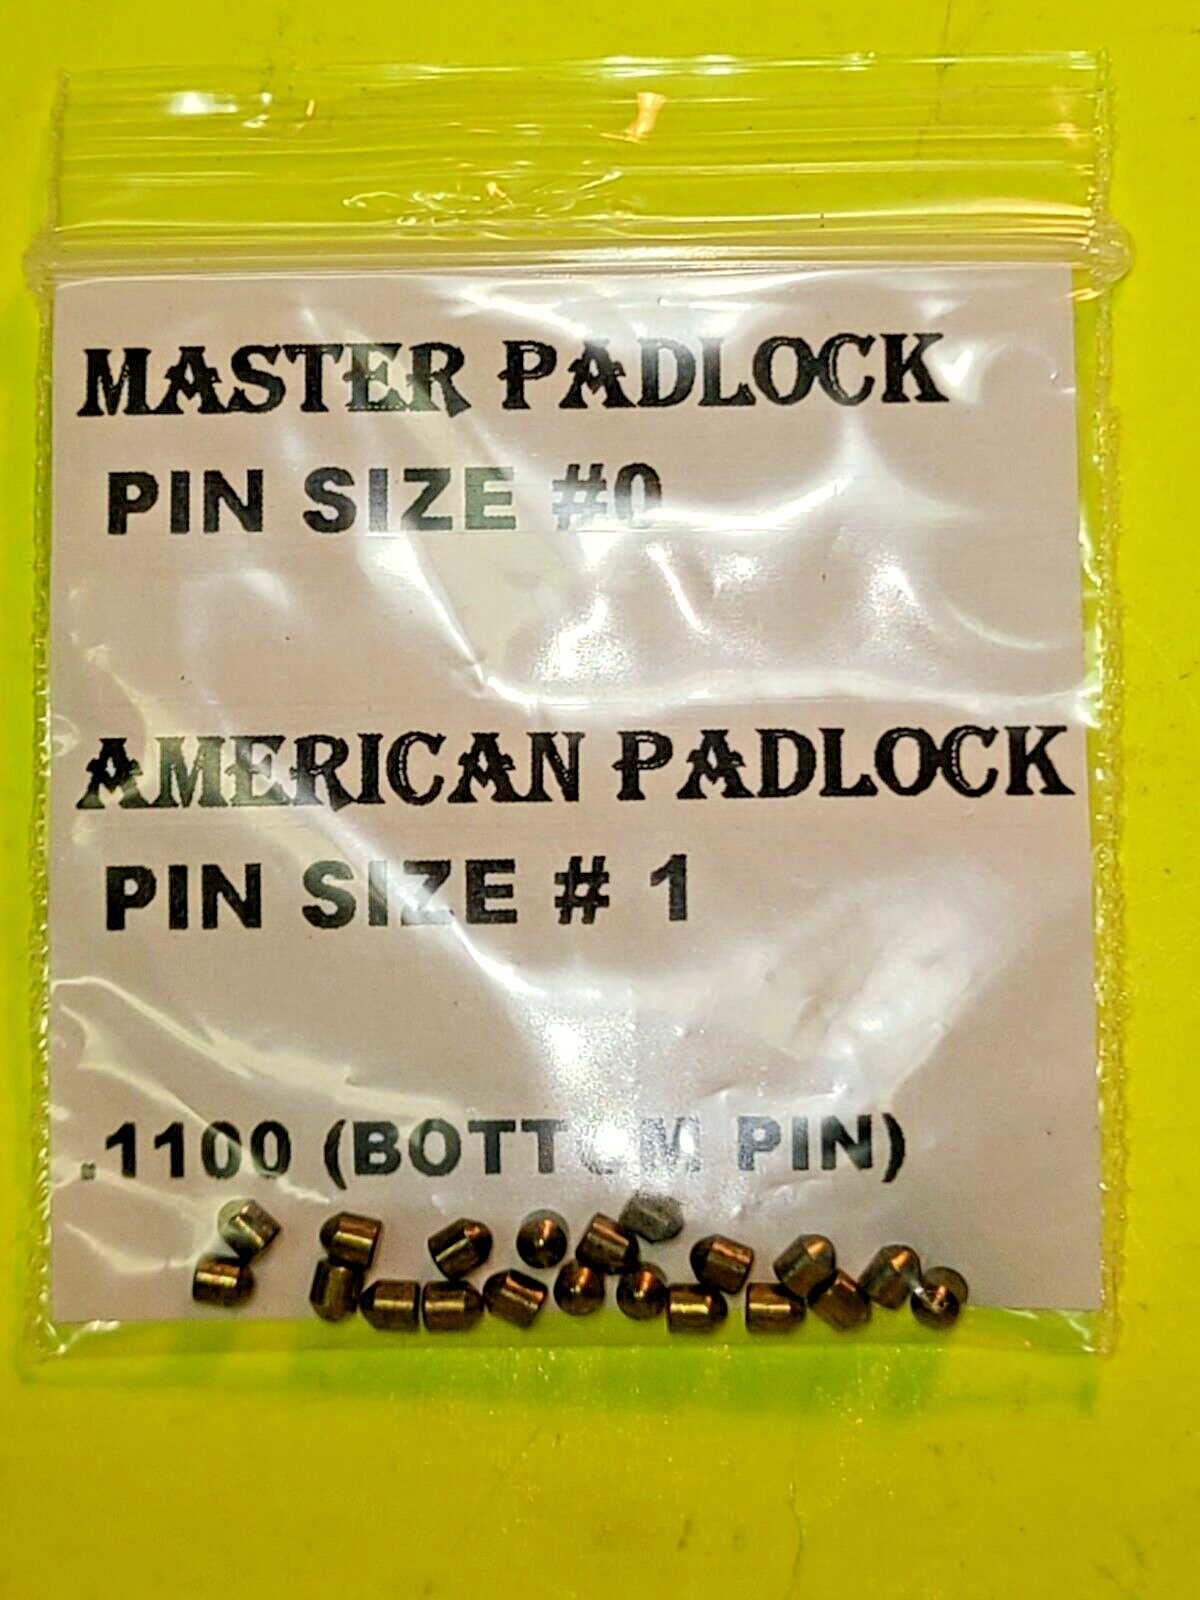 MASTER PADLOCK
PIN SIZE #0
AMERICAN PADLOCK
PIN SIZE # 1
.1100 (BOTTOM PIN)